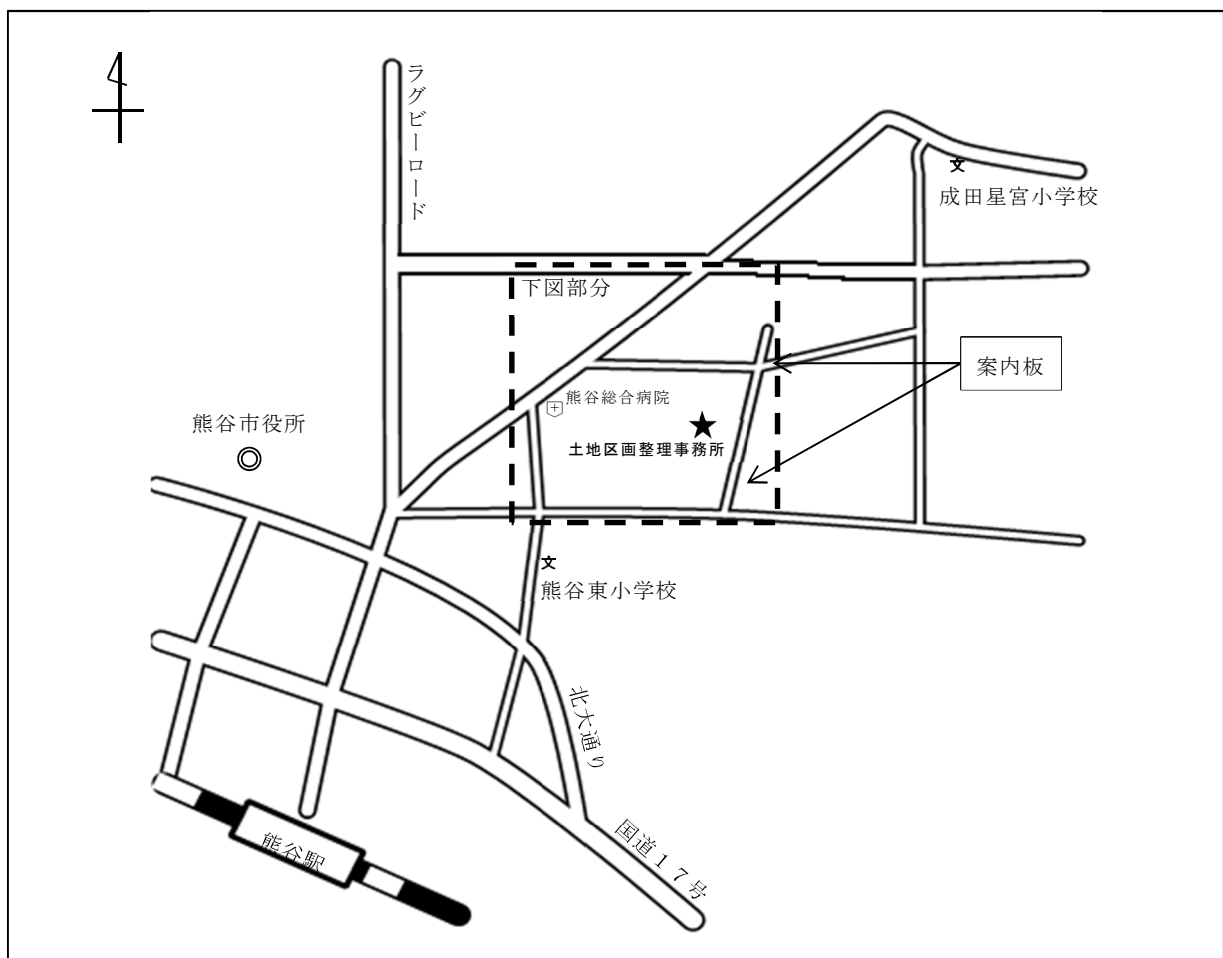 ラグビーロード
文
成田星宮小学校
下図部分
案内板
熊谷総合病院
熊谷市役所
土地区画整理事務所
文
熊谷東小学校
北大通り
国道17号
熊谷駅